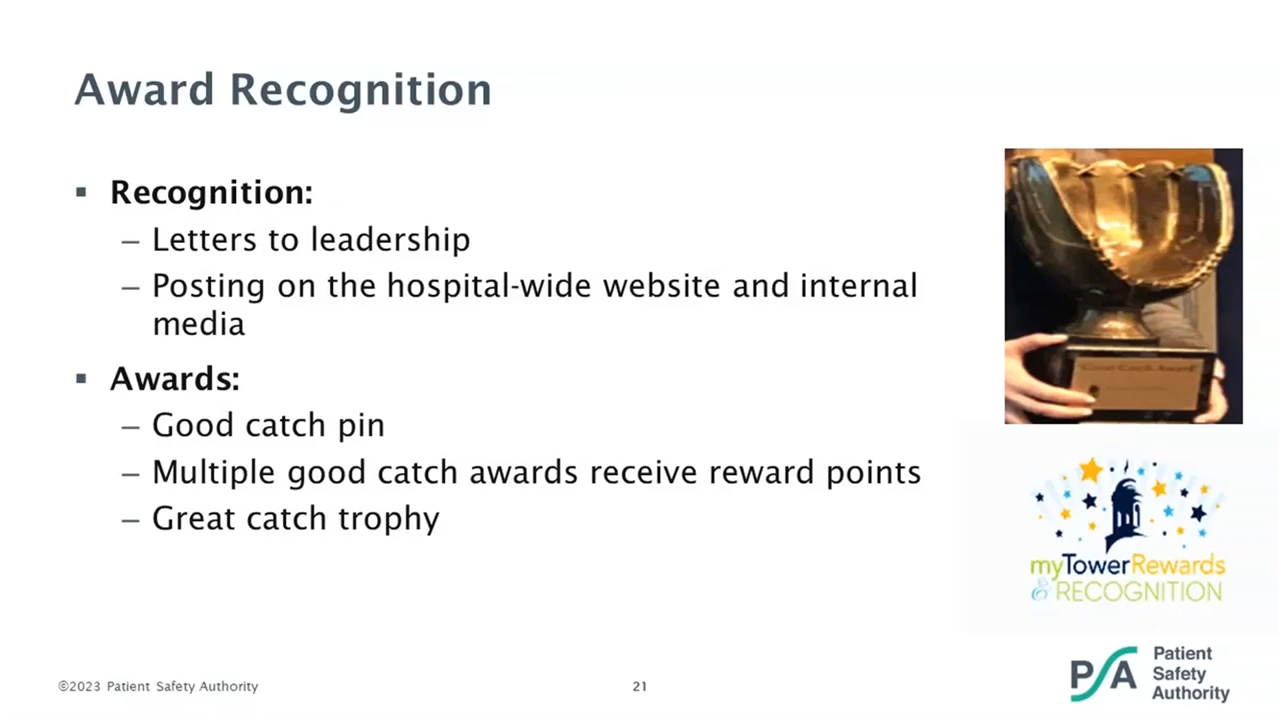 Award Recognition
▪ Recognition:
– Letters to leadership
– Posting on the hospital-wide website and internal
media
▪ Awards:
– Good catch pin
– Multiple good catch awards receive reward points
– Great catch trophy
myTowerRewards
& RECOGNITION
©2023 Patient Safety Authority
21
PSA
Patient
Safety
Authority